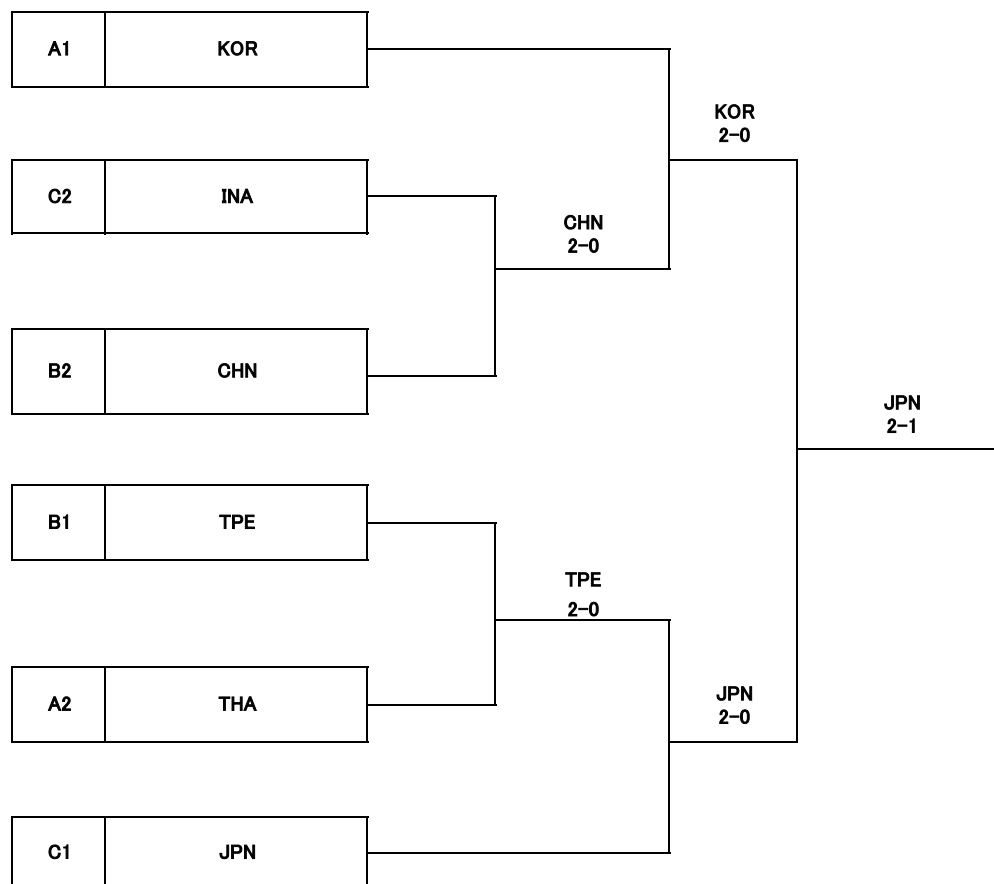 A1 KOR
KOR
2-0
C2 INA
CHN
2-0
B2 CHN
JPN
2-1
B1 TPE
TPE
2-0
A2 THA
JPN
2-0
C1 JPN